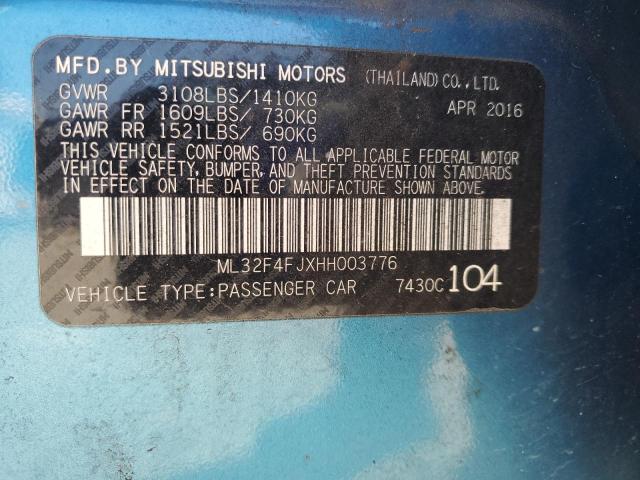 MFD.BY MITSUBISHI MOTORS (THAILAND) CO., LTD.
GVWR 3108LBS/1410KG APR 2016
GAWR FR 1609LBS/ 730KG
GAWR RR 1521LBS/ 690KG
THIS VEHICLE CONFORMS TO ALL APPLICABLE FEDERAL MOTOR
VEHICLE SAFETY, BUMPER, AND THEFT PREVENTION STANDARDS
IN EFFECT ON THE DATE OF MANUFACTURE SHOWN ABOVE.
ML32F4FJXHH003776
VEHICLE TYPE:PASSENGER CAR 7430C 104